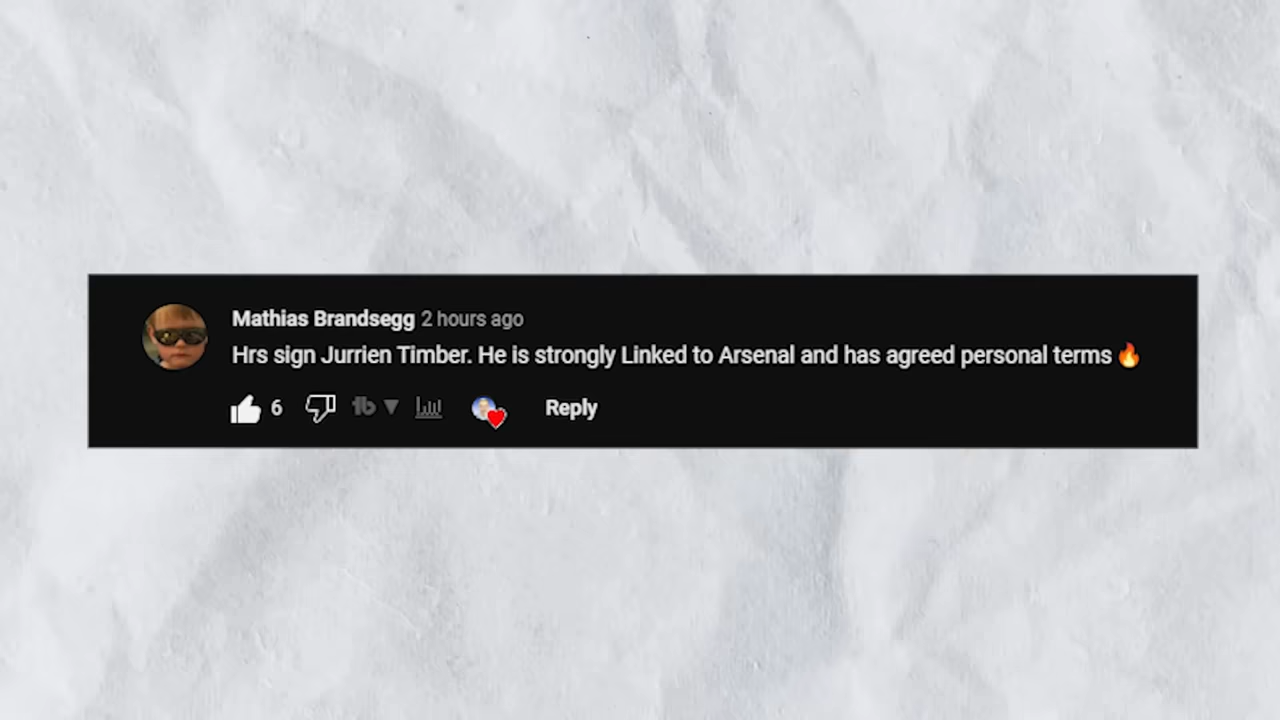 Mathias Brandsegg 2 hours ago
Hrs sign Jurrien Timber. He is strongly Linked to Arsenal and has agreed personal terms 🔥
6 Reply